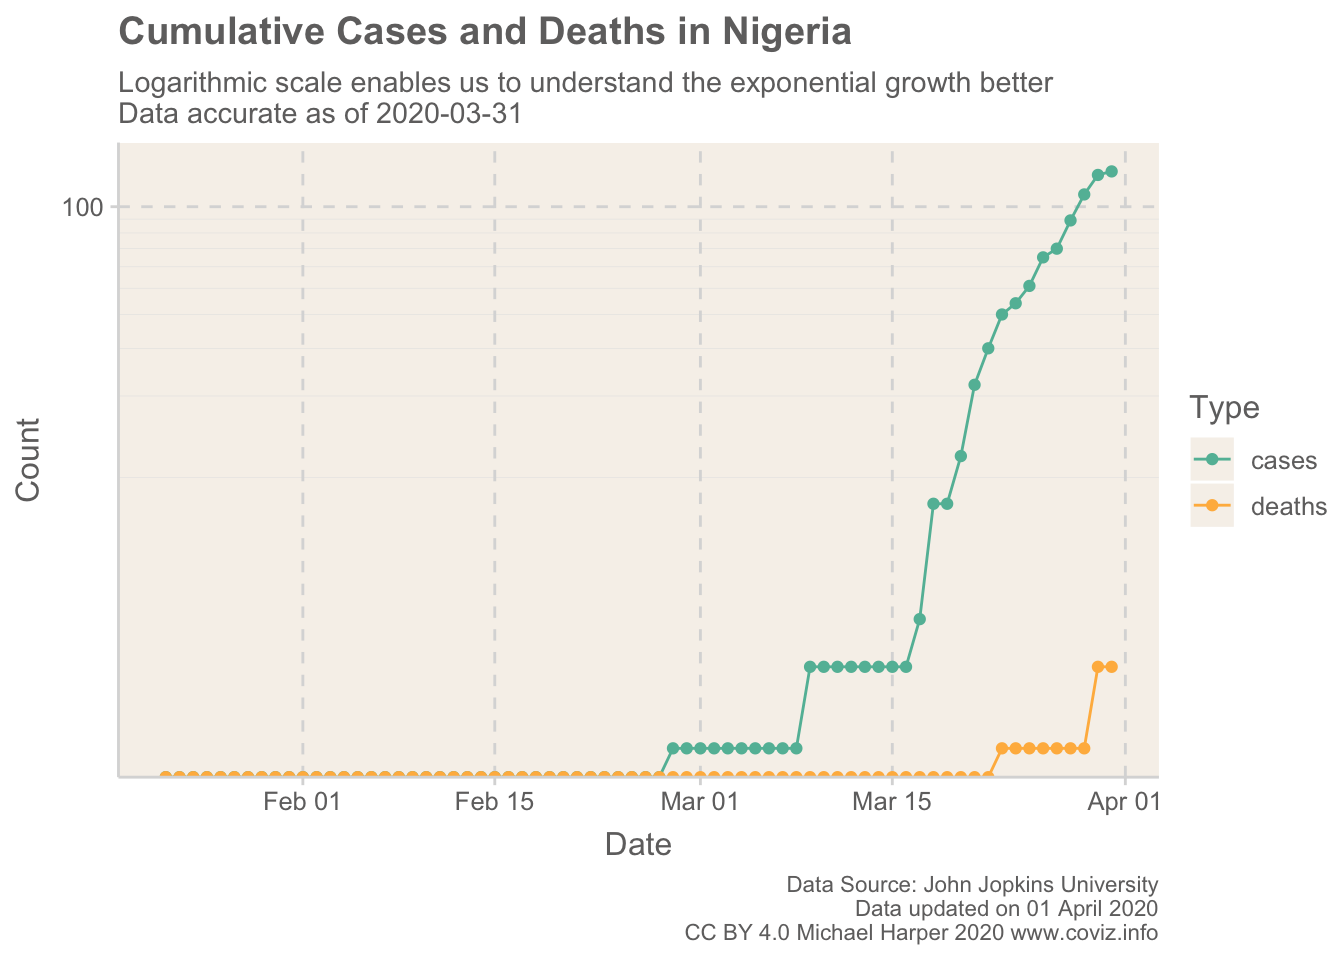 Cumulative Cases and Deaths in Nigeria
Logarithmic scale enables us to understand the exponential growth better
Data accurate as of 2020-03-31
100
Count
Feb 01
Feb 15
Mar 01
Mar 15
Apr 01
Date
Type
cases
deaths
Data Source: John Jopkins University
Data updated on 01 April 2020
CC BY 4.0 Michael Harper 2020 www.coviz.info